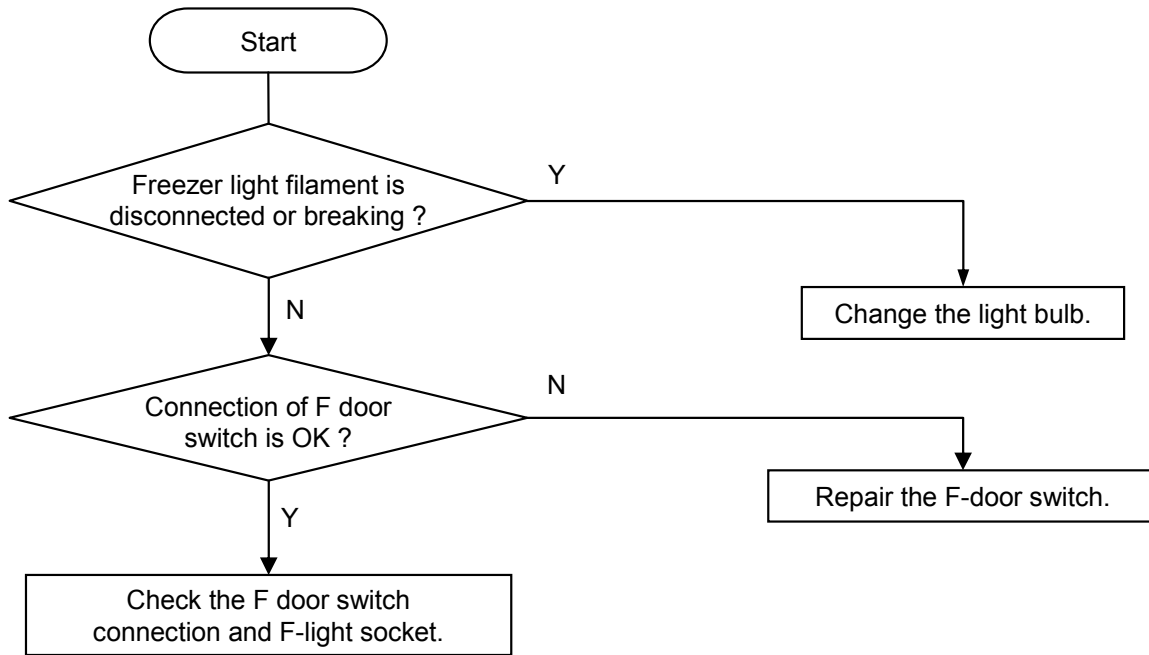 Start
Freezer light filament is
disconnected or breaking ?
Y
Change the light bulb.
N
Connection of F door
switch is OK ?
N
Repair the F-door switch.
Y
Check the F door switch
connection and F-light socket.